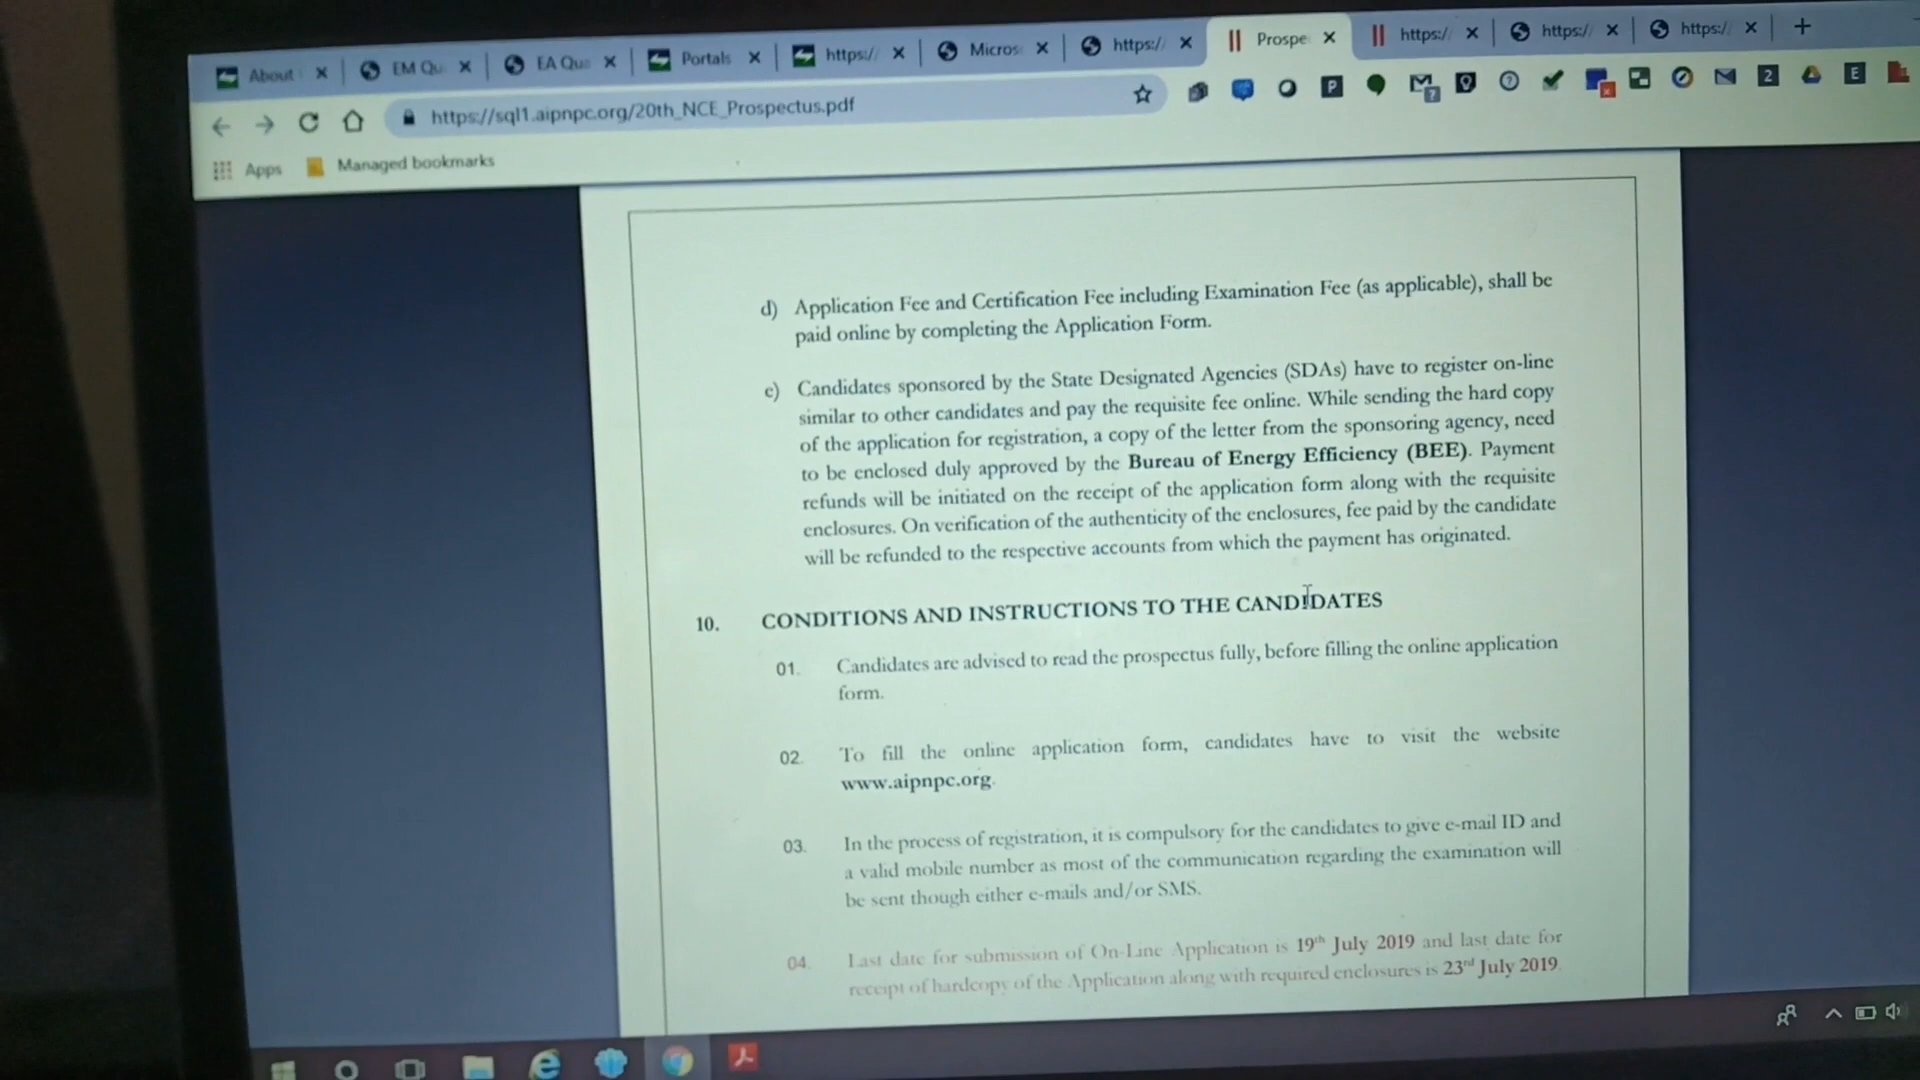 About
EM Qu
EA Que
Portals
https://
Micros
https://
Prospe
https://
https://
https://
https://sql1.aipnpc.org/20th_NCE_Prospectus.pdf
Apps
Managed bookmarks
d) Application Fee and Certification Fee including Examination Fee (as applicable), shall be
paid online by completing the Application Form.
e) Candidates sponsored by the State Designated Agencies (SDAs) have to register on-line
similar to other candidates and pay the requisite fee online. While sending the hard copy
of the application for registration, a copy of the letter from the sponsoring agency, need
to be enclosed duly approved by the Bureau of Energy Efficiency (BEE). Payment
refunds will be initiated on the receipt of the application form along with the requisite
enclosures. On verification of the authenticity of the enclosures, fee paid by the candidate
will be refunded to the respective accounts from which the payment has originated.
10. CONDITIONS AND INSTRUCTIONS TO THE CANDIDATES
01. Candidates are advised to read the prospectus fully, before filling the online application
form.
02. To fill the online application form, candidates have to visit the website
www.aipnpc.org.
03. In the process of registration, it is compulsory for the candidates to give e-mail ID and
a valid mobile number as most of the communication regarding the examination will
be sent though either e-mails and/or SMS.
04. Last date for submission of On-Line Application is 19th July 2019 and last date for
receipt of hardcopy of the Application along with required enclosures is 23rd July 2019.